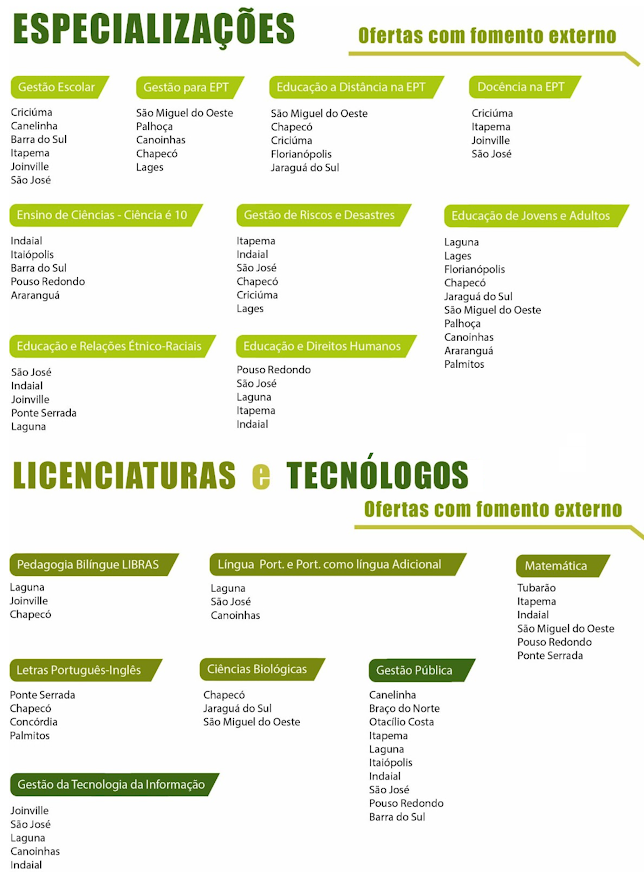 ESPECIALIZAÇÕES
Ofertas com fomento externo
Gestão Escolar
Criciúma
Canelinha
Barra do Sul
Itapema
Joinville
São José
Gestão para EPT
São Miguel do Oeste
Palhoça
Canoinhas
Chapecó
Lages
Educação a Distância na EPT
São Miguel do Oeste
Chapecó
Criciúma
Florianópolis
Jaraguá do Sul
Docência na EPT
Criciúma
Itapema
Joinville
São José
Ensino de Ciências - Ciência é 10
Indaial
Itaiópolis
Barra do Sul
Pouso Redondo
Araranguá
Gestão de Riscos e Desastres
Itapema
Indaial
São José
Chapecó
Criciúma
Lages
Educação de Jovens e Adultos
Laguna
Lages
Florianópolis
Chapecó
Jaraguá do Sul
São Miguel do Oeste
Palhoça
Canoinhas
Araranguá
Palmitos
Educação e Relações Étnico-Raciais
São José
Indaial
Joinville
Ponte Serrada
Laguna
Educação e Direitos Humanos
Pouso Redondo
São José
Laguna
Itapema
Indaial
LICENCIATURAS e TECNÓLOGOS
Ofertas com fomento externo
Pedagogia Bilíngue LIBRAS
Laguna
Joinville
Chapecó
Língua Port. e Port. como língua Adicional
Laguna
São José
Canoinhas
Matemática
Tubarão
Itapema
Indaial
São Miguel do Oeste
Pouso Redondo
Ponte Serrada
Letras Português-Inglês
Ponte Serrada
Chapecó
Concórdia
Palmitos
Ciências Biológicas
Chapecó
Jaraguá do Sul
São Miguel do Oeste
Gestão Pública
Canelinha
Braço do Norte
Otacílio Costa
Itapema
Laguna
Itaiópolis
Indaial
São José
Pouso Redondo
Barra do Sul
Gestão da Tecnologia da Informação
Joinville
São José
Laguna
Canoinhas
Indaial